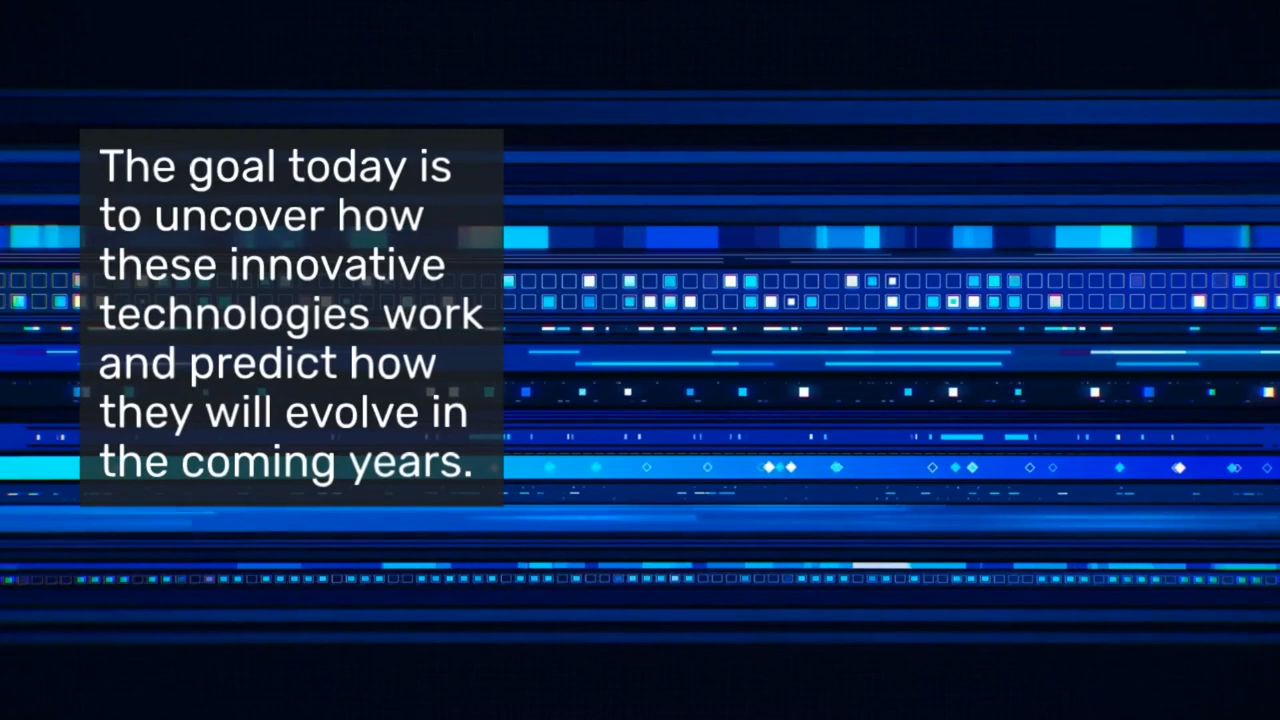 The goal today is
to uncover how
these innovative
technologies work
and predict how
they will evolve in
the coming years.